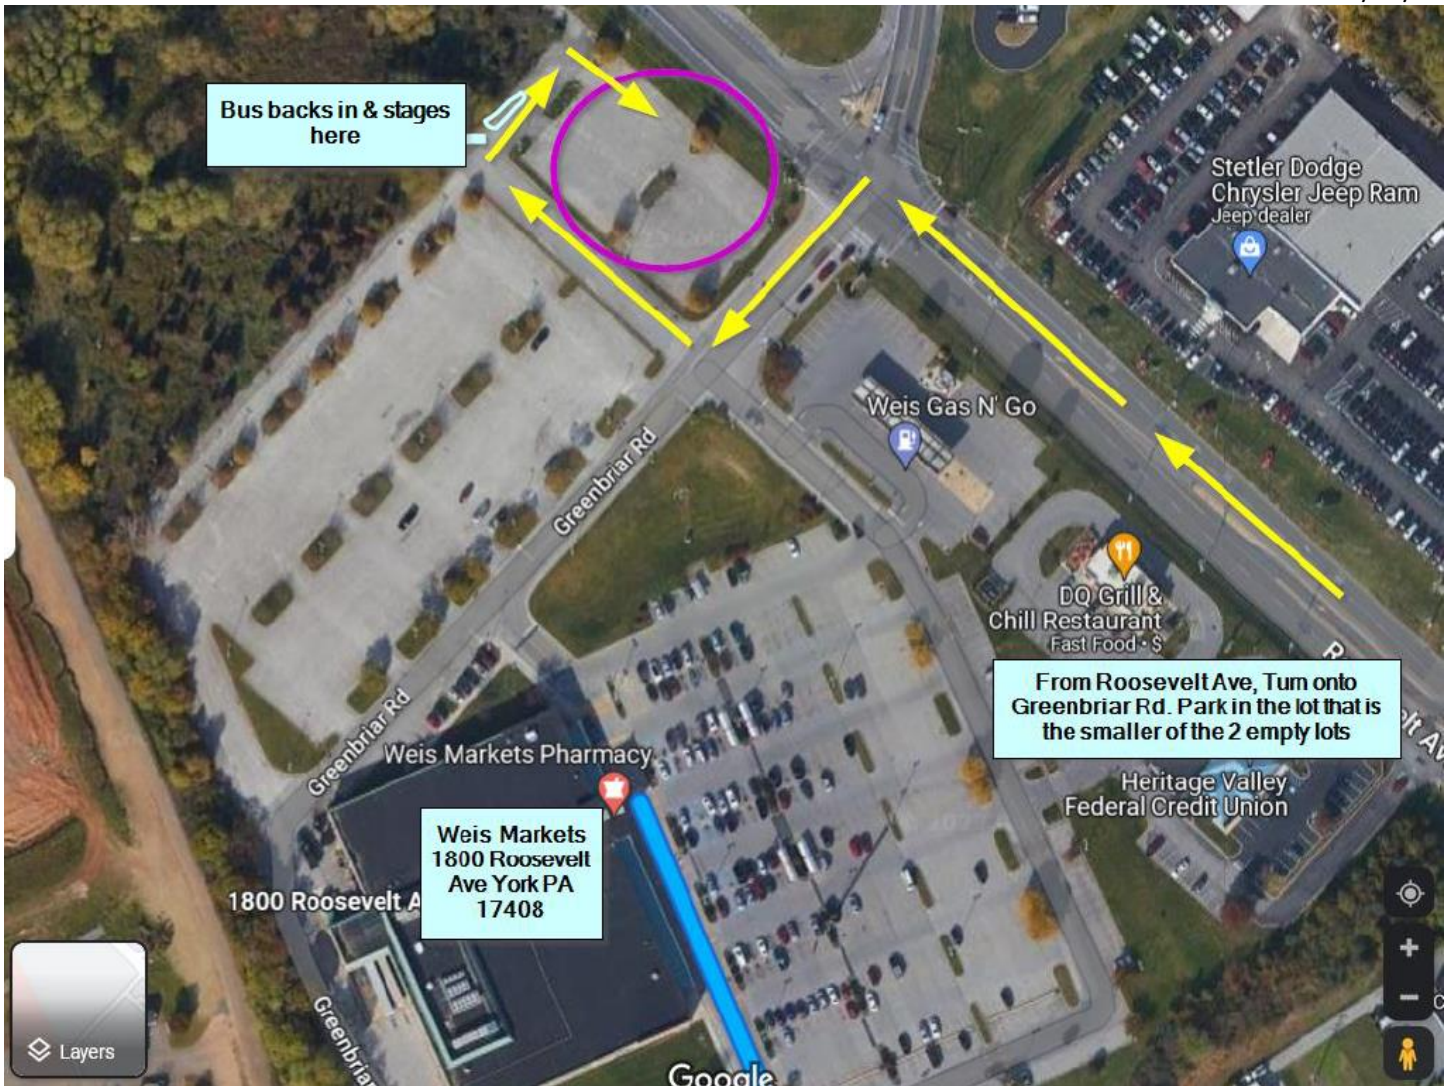 Bus backs in & stages
here
Stetler Dodge
Chrysler Jeep Ram
Jeep dealer
Weis Gas N' Go
Greenbriar Rd
DQ Grill &
Chill Restaurant
Fast Food · $
From Roosevelt Ave, Turn onto
Greenbriar Rd. Park in the lot that is
the smaller of the 2 empty lots
Greenbriar Rd
Weis Markets Pharmacy
Heritage Valley
Federal Credit Union
Weis Markets
1800 Roosevelt
Ave York PA
17408
1800 Roosevelt A
Greenbria
Layers
Google